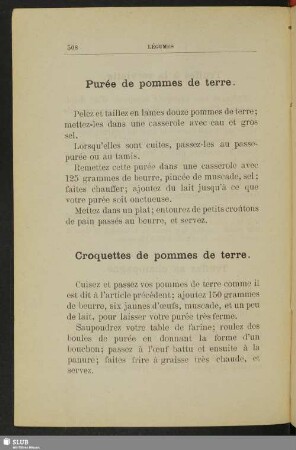 508 LÉGUMES
Purée de pommes de terre.
Pelez et taillez en lames douze pommes de terre;
mettez-les dans une casserole avec eau et gros
sel.
Lorsqu'elles sont cuites, passez-les au passe-
purée ou au tamis.
Remettez cette purée dans une casserole avec
125 grammes de beurre, pincée de muscade, sel;
faites chauffer; ajoutez du lait jusqu'à ce que
votre purée soit onctueuse.
Mettez dans un plat; entourez de petits croûtons
de pain passés au beurre, et servez.
Croquettes de pommes de terre.
Cuisez et passez vos pommes de terre comme il
est dit à l'article précédent; ajoutez 150 grammes
de beurre, six jaunes d'œufs, muscade, et un peu
de lait, pour laisser votre purée très ferme.
Saupoudrez votre table de farine; roulez des
boules de purée en donnant la forme d'un
bouchon; passez à l'œuf battu et ensuite à la
panure; faites frire à graisse très chaude, et
servez.
SLUB